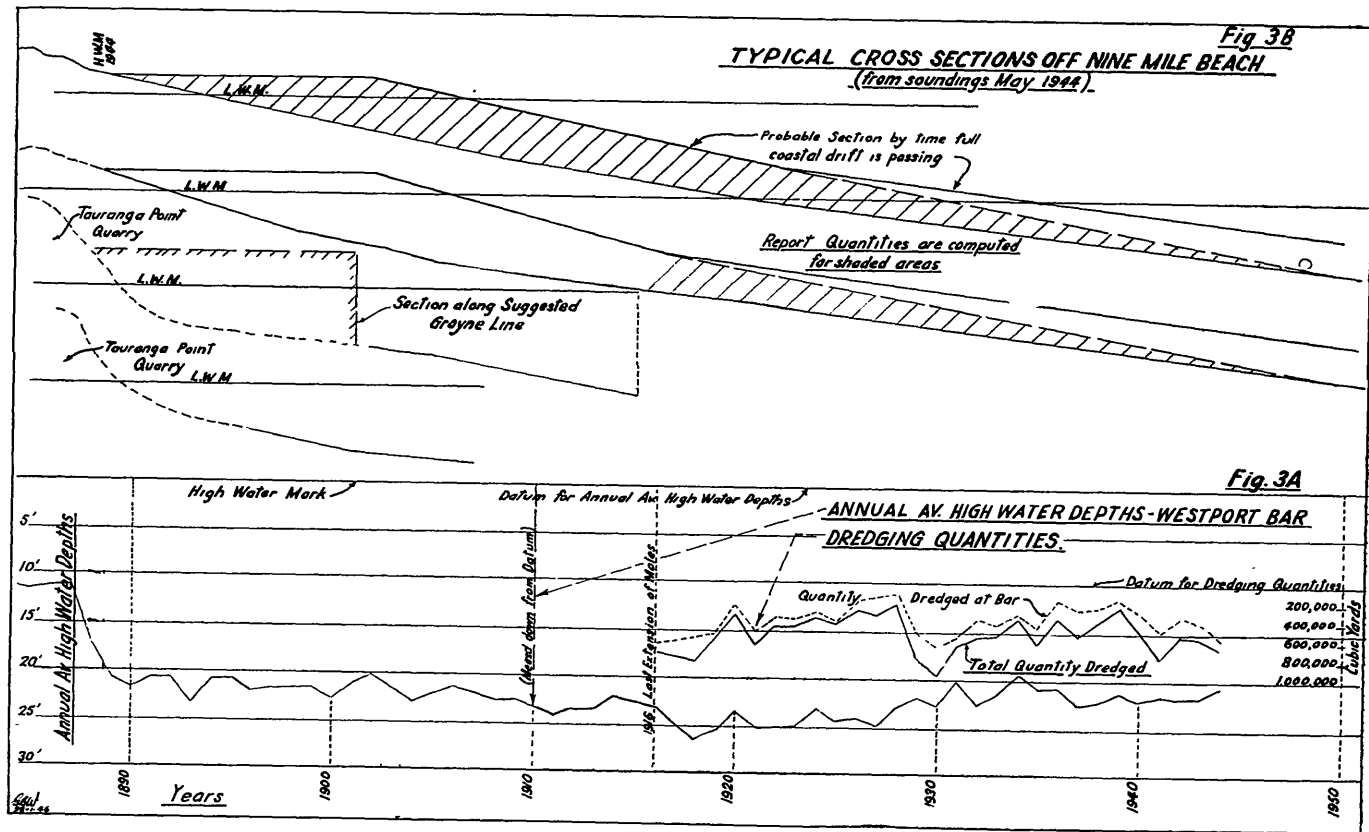 Fig 3B
TYPICAL CROSS SECTIONS OFF NINE MILE BEACH
(from soundings May 1944)
H.W.M
1944
L.W.M.
Probable Section by time full
coastal drift is passing
L.W.M
Tauranga Point
Quarry
Report Quantities are computed
for shaded areas
L.W.M.
Section along Suggested
Groyne Line
Tauranga Point
Quarry
L.W.M
Fig. 3A
High Water Mark
Datum for Annual Av High Water Depths
ANNUAL AV. HIGH WATER DEPTHS-WESTPORT BAR
DREDGING QUANTITIES.
Annual Av High Water Depths
5'
10'
15'
20'
25'
30'
(Mersd down from Datum)
1916 Last Extension of Moles
Datum for Dredging Quantities
Quantity Dredged at Bar
Total Quantity Dredged
200,000
400,000
600,000
800,000
1,000,000
Cubic Yards
1890
1900
1910
1920
1930
1940
1950
Years